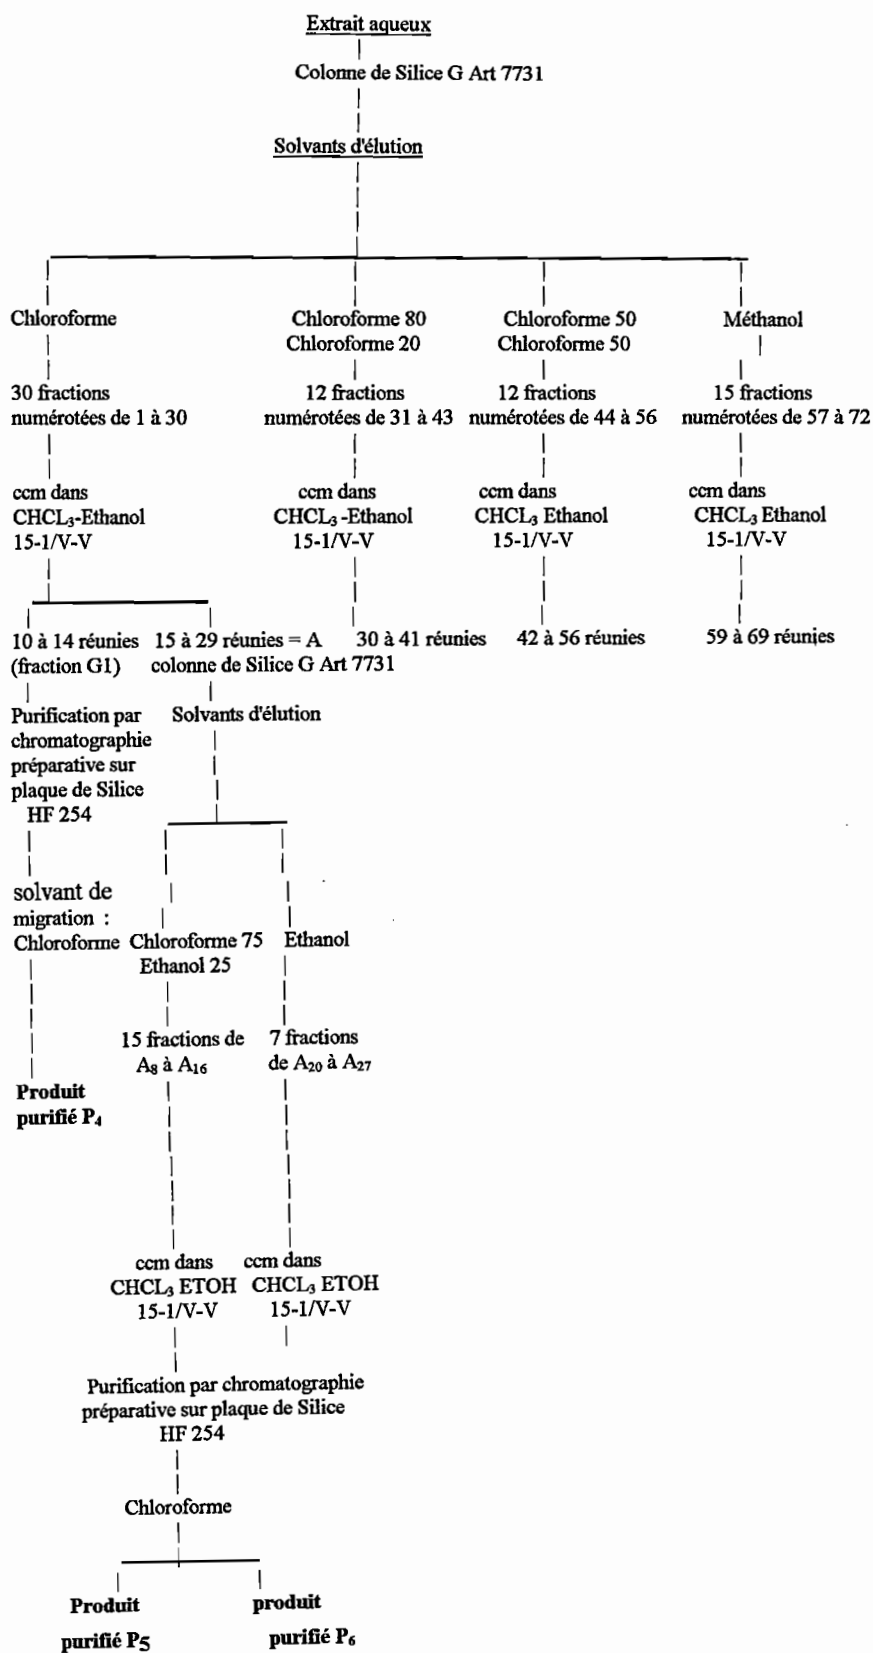 Extrait aqueux
Colonne de Silice G Art 7731
Solvants d'élution
Chloroforme
30 fractions
numérotées de 1 à 30
ccm dans
CHCL₃-Ethanol
15-1/V-V
Chloroforme 80
Chloroforme 20
12 fractions
numérotées de 31 à 43
ccm dans
CHCL₃ -Ethanol
15-1/V-V
Chloroforme 50
Chloroforme 50
12 fractions
numérotées de 44 à 56
ccm dans
CHCL₃ Ethanol
15-1/V-V
Méthanol
15 fractions
numérotées de 57 à 72
ccm dans
CHCL₃ Ethanol
15-1/V-V
10 à 14 réunies
(fraction G1)
15 à 29 réunies = A
colonne de Silice G Art 7731
30 à 41 réunies
42 à 56 réunies
59 à 69 réunies
Purification par
chromatographie
préparative sur
plaque de Silice
HF 254
solvant de
migration :
Chloroforme
Produit
purifié P₄
Solvants d'élution
Chloroforme 75
Ethanol 25
15 fractions de
A₈ à A₁₆
ccm dans
CHCL₃ ETOH
15-1/V-V
Ethanol
7 fractions
de A₂₀ à A₂₇
ccm dans
CHCL₃ ETOH
15-1/V-V
Purification par chromatographie
préparative sur plaque de Silice
HF 254
Chloroforme
Produit
purifié P5
produit
purifié P₆